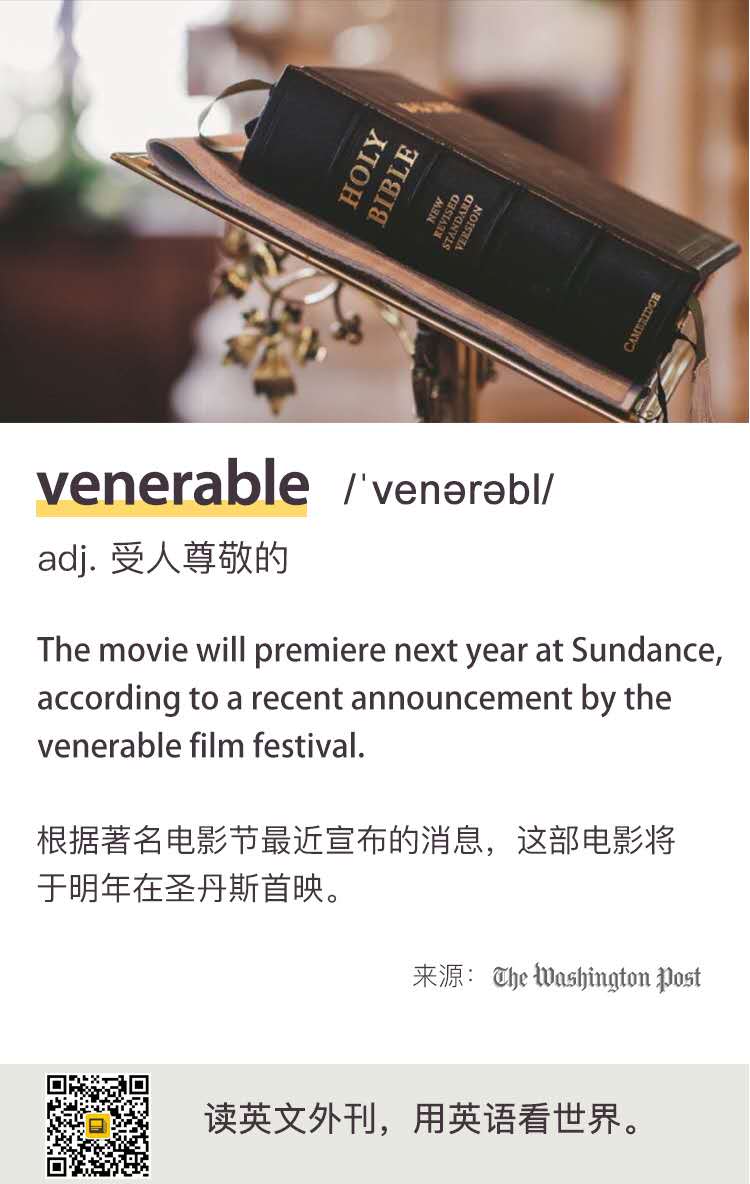 HOLY
BIBLE
NEW
REVISED
STANDARD
VERSION
CAMBRIDGE
venerable /ˈvenərəbl/
adj. 受人尊敬的
The movie will premiere next year at Sundance,
according to a recent announcement by the
venerable film festival.
根据著名电影节最近宣布的消息，这部电影将
于明年在圣丹斯首映。
来源： The Washington Post
读英文外刊，用英语看世界。